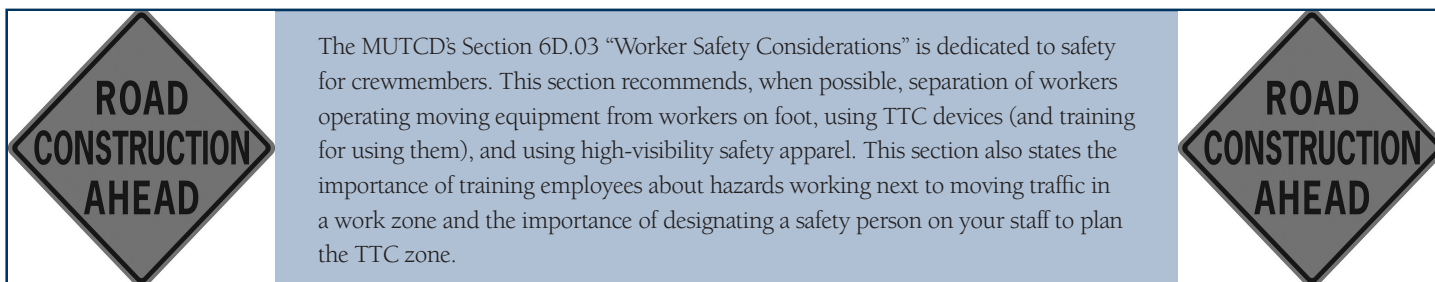 ROAD
CONSTRUCTION
AHEAD
The MUTCD's Section 6D.03 “Worker Safety Considerations” is dedicated to safety
for crewmembers. This section recommends, when possible, separation of workers
operating moving equipment from workers on foot, using TTC devices (and training
for using them), and using high-visibility safety apparel. This section also states the
importance of training employees about hazards working next to moving traffic in
a work zone and the importance of designating a safety person on your staff to plan
the TTC zone.
ROAD
CONSTRUCTION
AHEAD